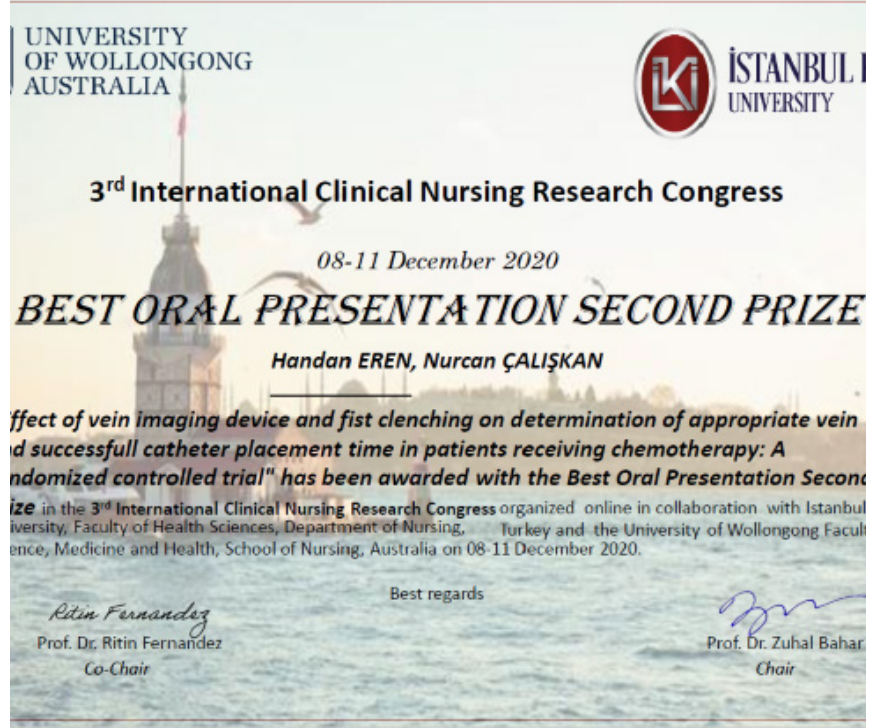 UNIVERSITY
OF WOLLONGONG
AUSTRALIA
İSTANBUL
UNIVERSITY
3rd International Clinical Nursing Research Congress
08-11 December 2020
BEST ORAL PRESENTATION SECOND PRIZE
Handan EREN, Nurcan ÇALIŞKAN
ffect of vein imaging device and fist clenching on determination of appropriate vein
d successfull catheter placement time in patients receiving chemotherapy: A
ndomized controlled trial" has been awarded with the Best Oral Presentation Second
ize in the 3rd International Clinical Nursing Research Congress organized online in collaboration with Istanbul
iversity, Faculty of Health Sciences, Department of Nursing, Turkey and the University of Wollongong Facult
ence, Medicine and Health, School of Nursing, Australia on 08-11 December 2020.
Best regards
Ritin Fernandez
Prof. Dr. Ritin Fernandez
Co-Chair
Prof. Dr. Zuhal Bahar
Chair